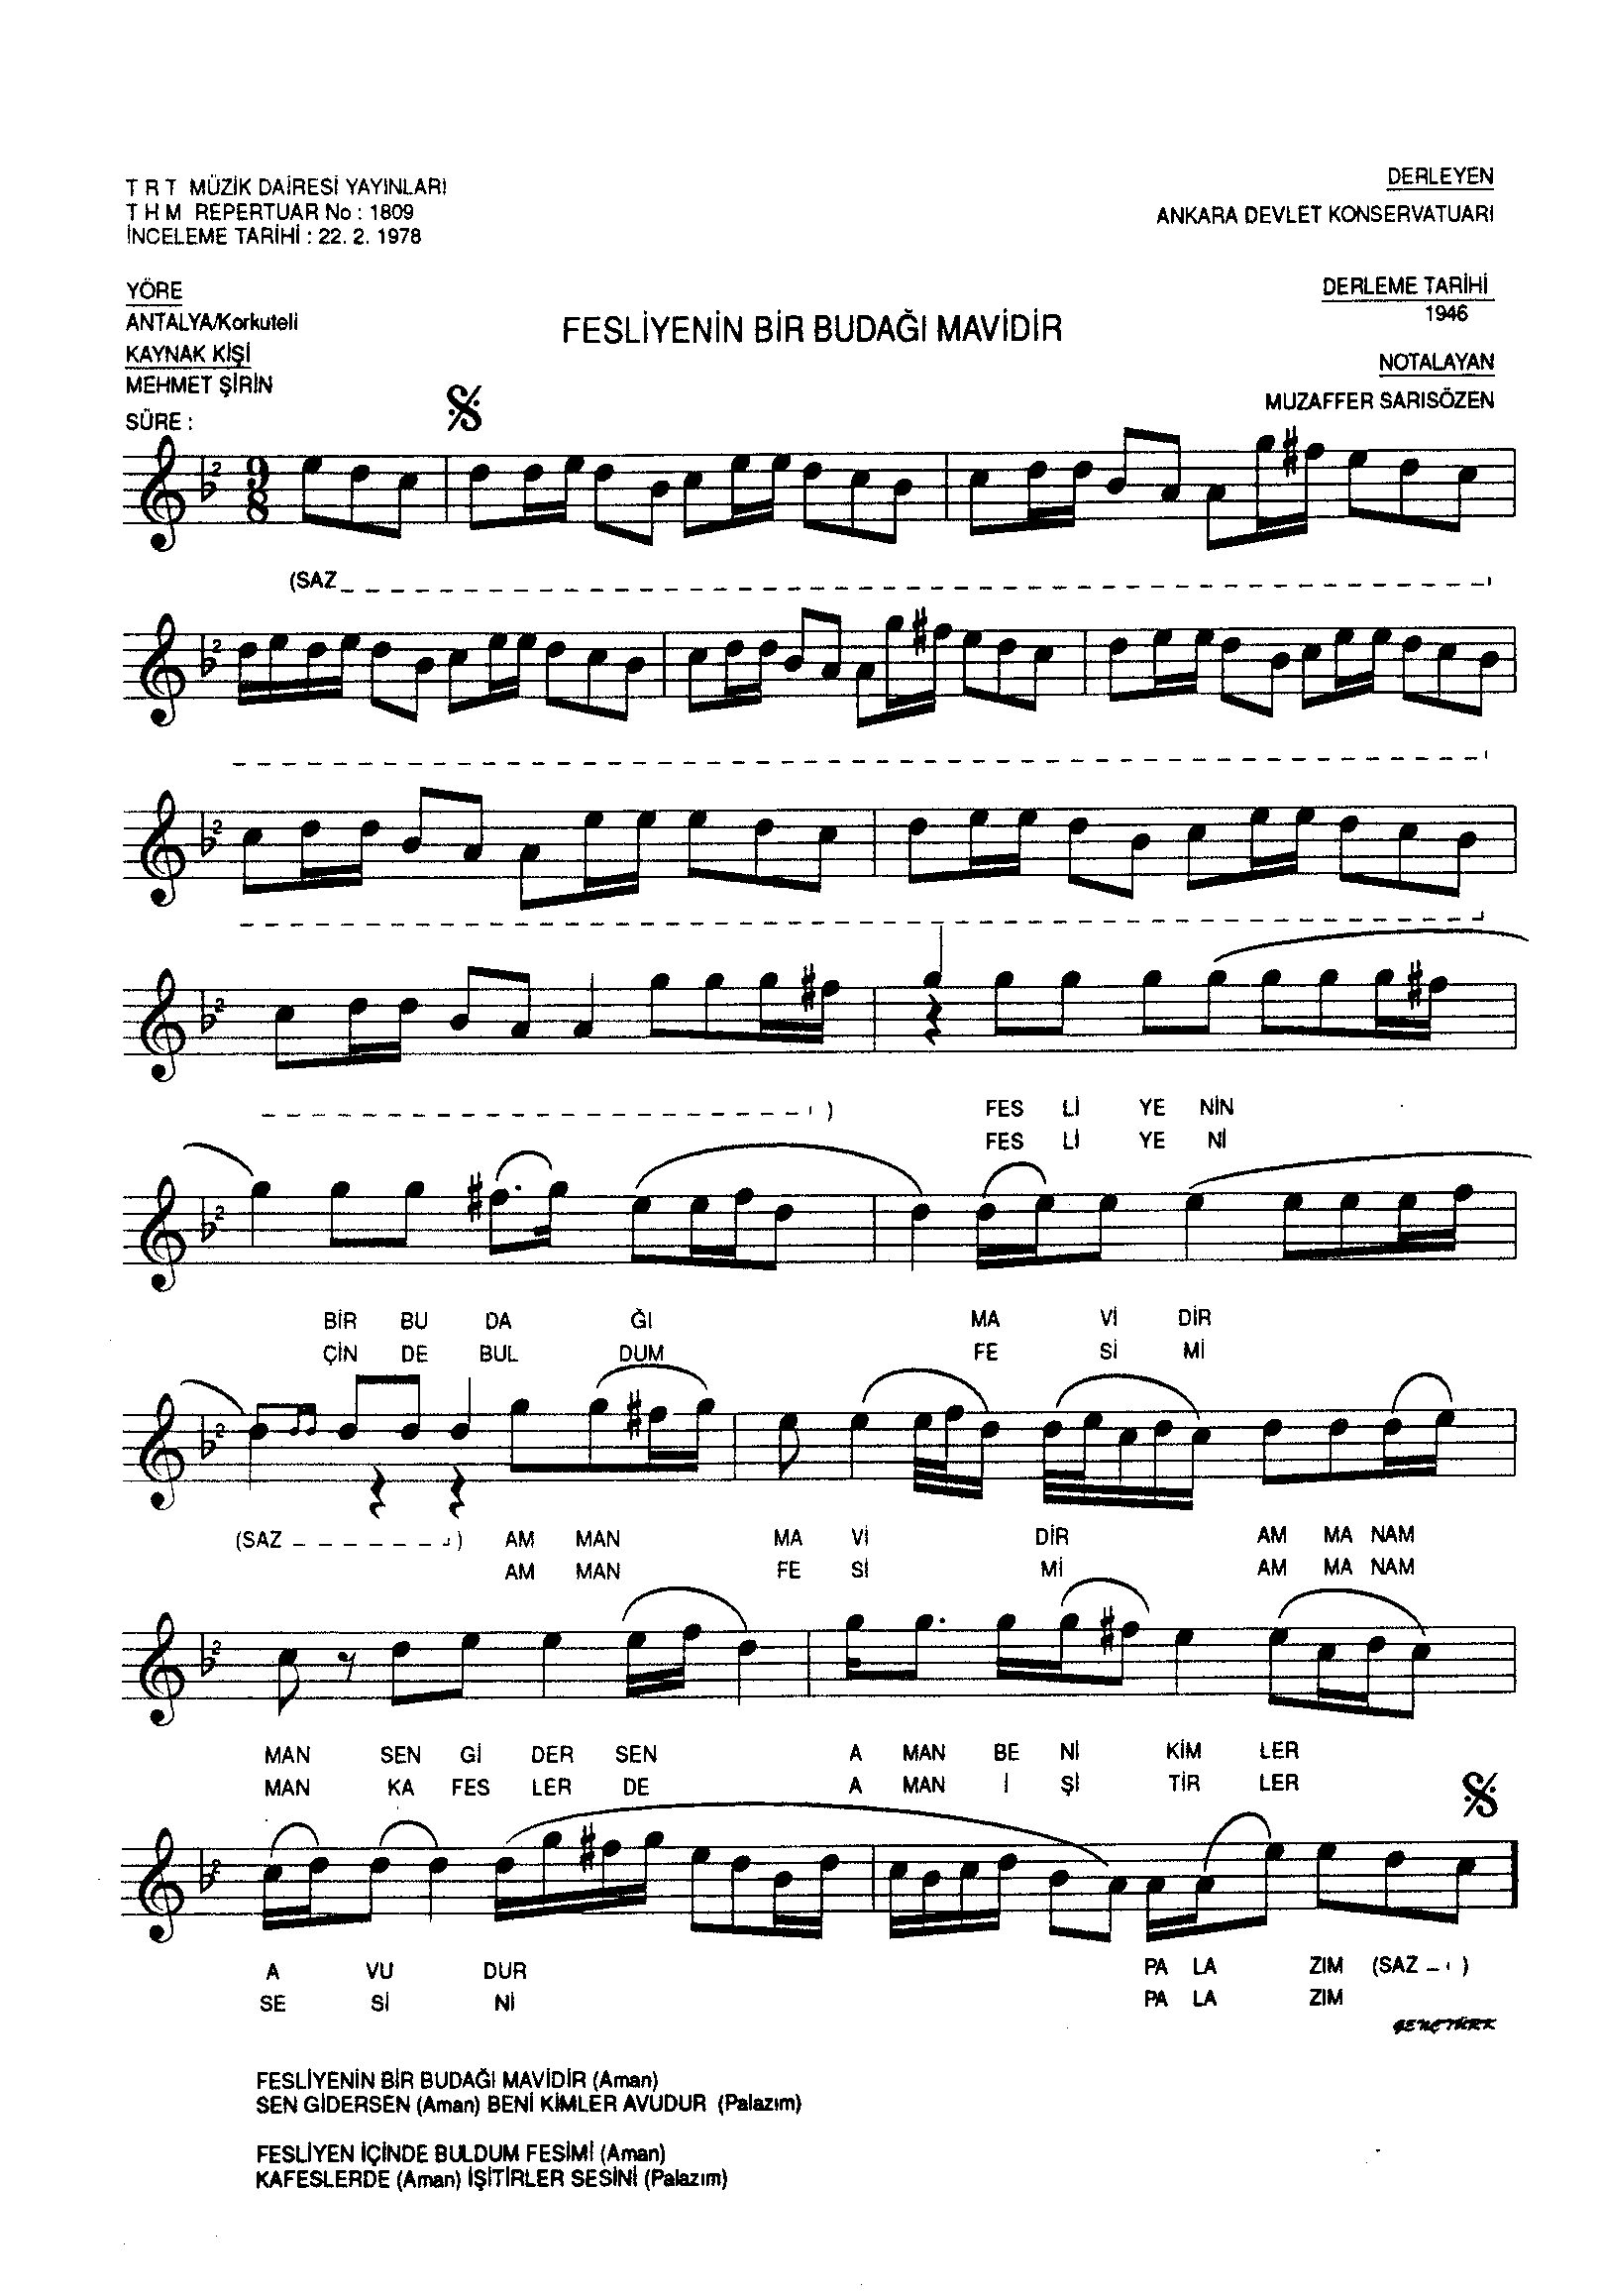 T R T MÜZİK DAİRESİ YAYINLARI
T H M REPERTUAR No : 1809
İNCELEME TARİHİ : 22. 2. 1978
DERLEYEN
ANKARA DEVLET KONSERVATUARI
YÖRE
ANTALYA/Korkuteli
KAYNAK KİŞİ
MEHMET ŞİRİN
SÜRE :
FESLİYENİN BİR BUDAĞI MAVİDİR
DERLEME TARİHİ
1946
NOTALAYAN
MUZAFFER SARISÖZEN
(SAZ
)
FES Lİ YE NİN
FES Lİ YE Nİ
BİR BU DA ĞI MA Vİ DİR
ÇİN DE BUL DUM FE Sİ Mİ
(SAZ ) AM MAN MA Vİ DİR AM MA NAM
AM MAN FE Sİ Mİ AM MA NAM
MAN SEN Gİ DER SEN A MAN BE Nİ KİM LER
MAN KA FES LER DE A MAN İ Şİ TİR LER
A VU DUR PA LA ZIM (SAZ )
SE Sİ Nİ PA LA ZIM
GENÇTÜRK
FESLİYENİN BİR BUDAĞI MAVİDİR (Aman)
SEN GİDERSEN (Aman) BENİ KİMLER AVUDUR (Palazım)
FESLİYEN İÇİNDE BULDUM FESİMİ (Aman)
KAFESLERDE (Aman) İŞİTİRLER SESİNİ (Palazım)